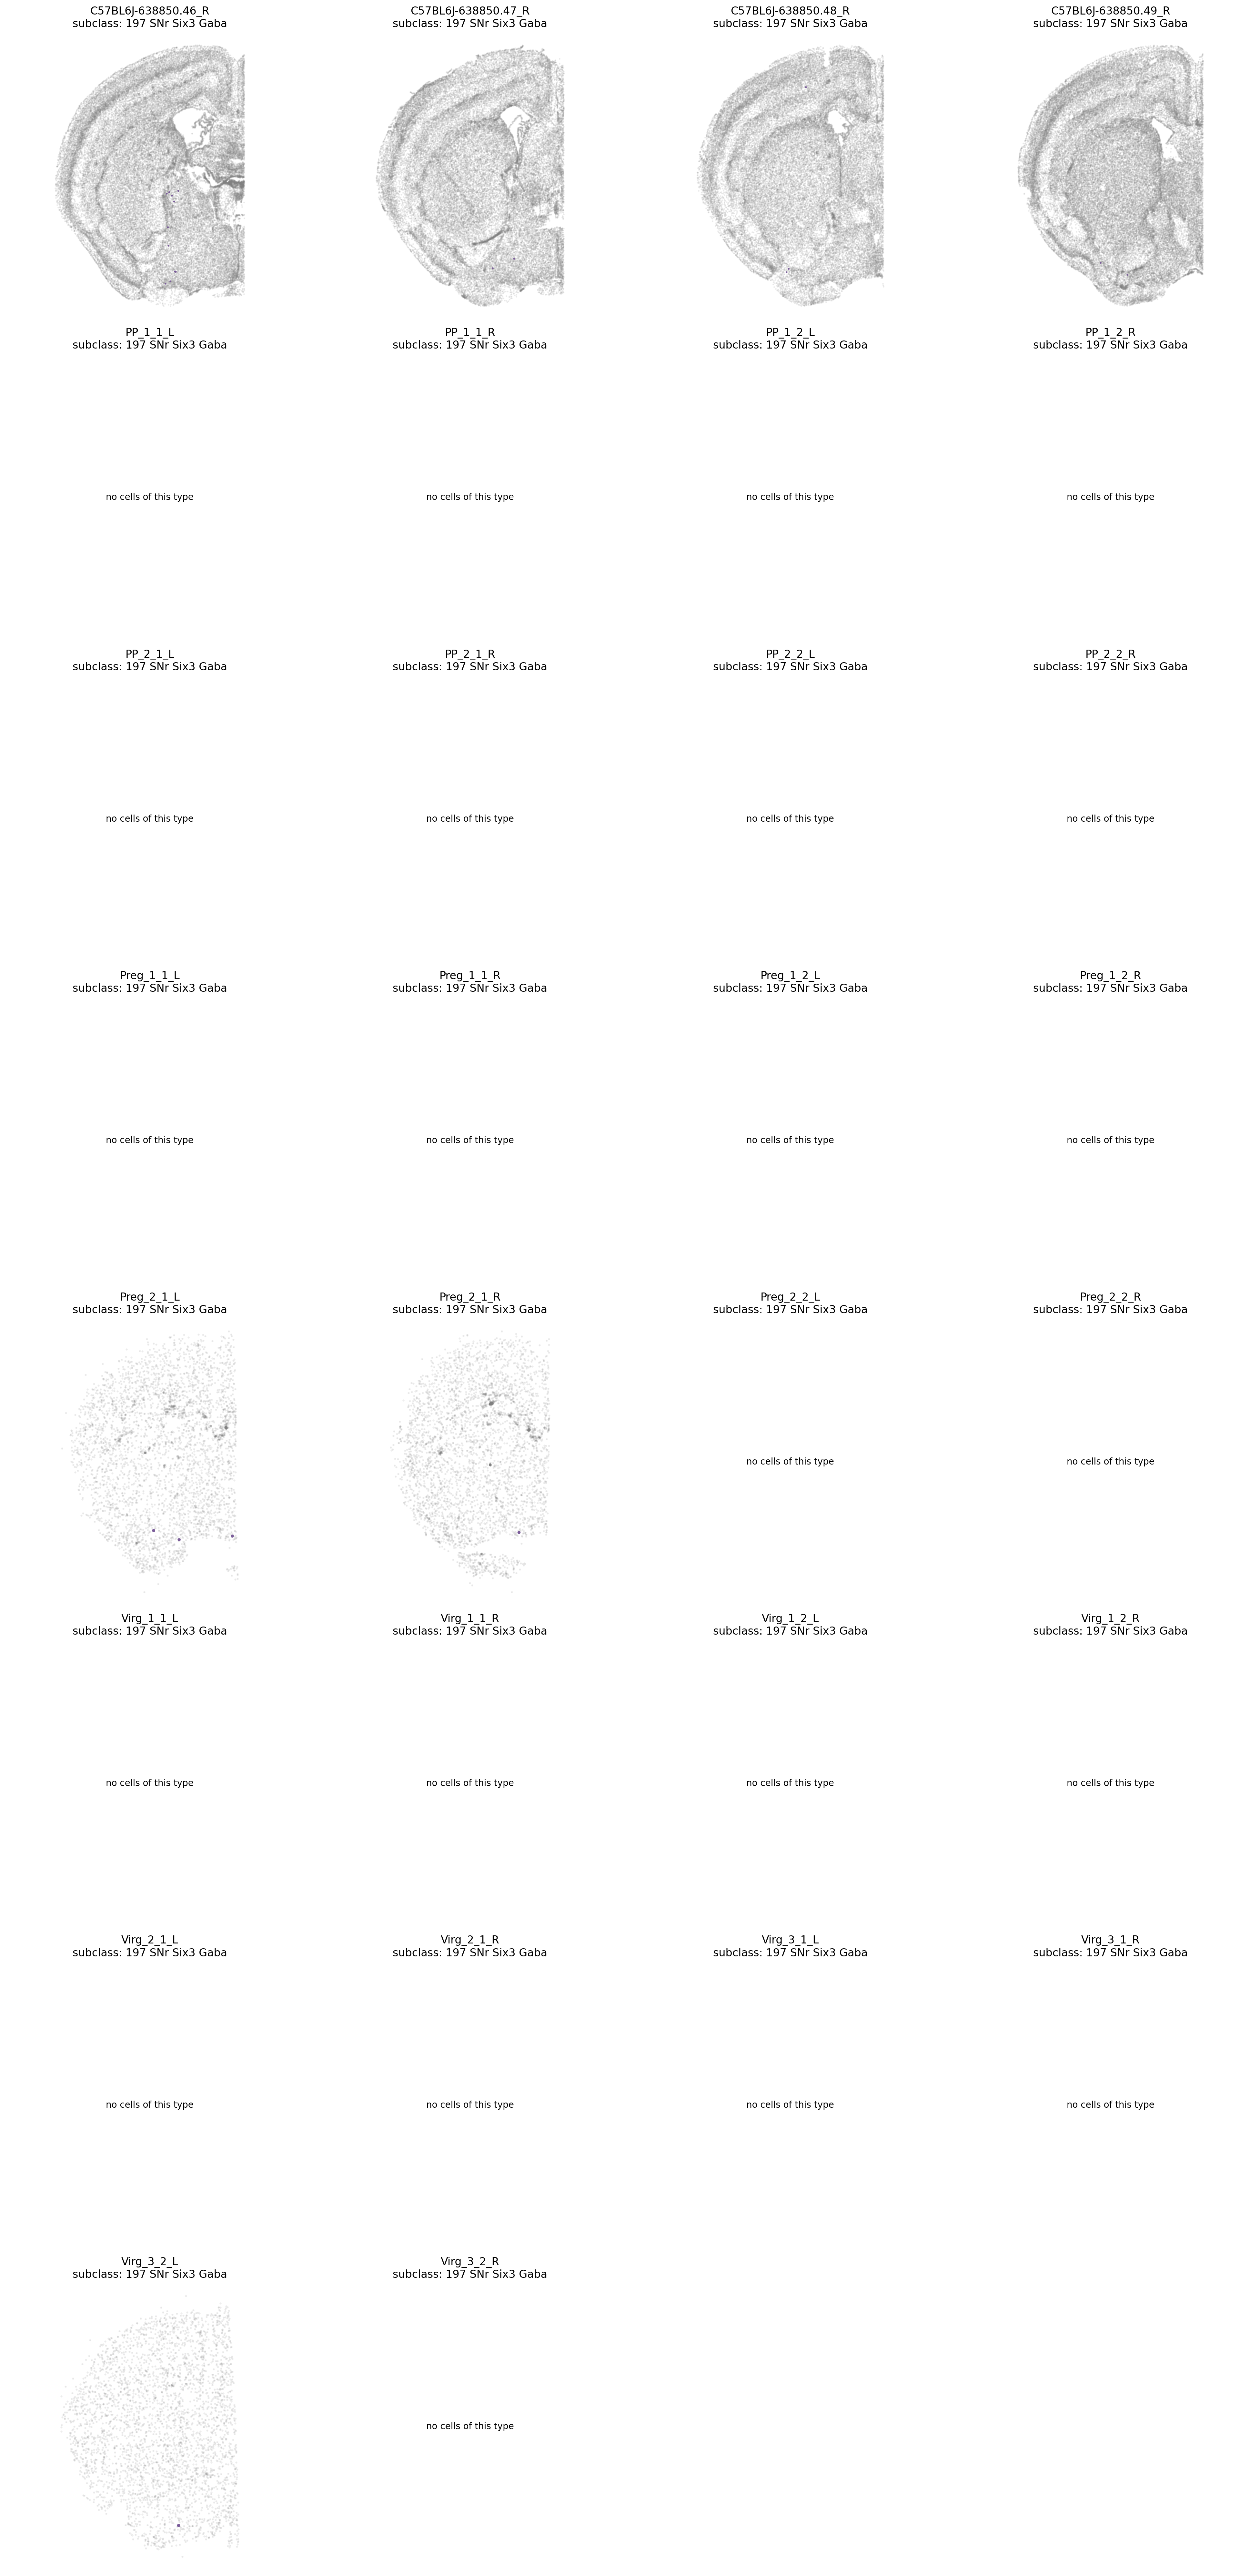 C57BL6J-638850.46_R
subclass: 197 SNr Six3 Gaba
C57BL6J-638850.47_R
subclass: 197 SNr Six3 Gaba
C57BL6J-638850.48_R
subclass: 197 SNr Six3 Gaba
C57BL6J-638850.49_R
subclass: 197 SNr Six3 Gaba
PP_1_1_L
subclass: 197 SNr Six3 Gaba
no cells of this type
PP_1_1_R
subclass: 197 SNr Six3 Gaba
no cells of this type
PP_1_2_L
subclass: 197 SNr Six3 Gaba
no cells of this type
PP_1_2_R
subclass: 197 SNr Six3 Gaba
no cells of this type
PP_2_1_L
subclass: 197 SNr Six3 Gaba
no cells of this type
PP_2_1_R
subclass: 197 SNr Six3 Gaba
no cells of this type
PP_2_2_L
subclass: 197 SNr Six3 Gaba
no cells of this type
PP_2_2_R
subclass: 197 SNr Six3 Gaba
no cells of this type
Preg_1_1_L
subclass: 197 SNr Six3 Gaba
no cells of this type
Preg_1_1_R
subclass: 197 SNr Six3 Gaba
no cells of this type
Preg_1_2_L
subclass: 197 SNr Six3 Gaba
no cells of this type
Preg_1_2_R
subclass: 197 SNr Six3 Gaba
no cells of this type
Preg_2_1_L
subclass: 197 SNr Six3 Gaba
Preg_2_1_R
subclass: 197 SNr Six3 Gaba
Preg_2_2_L
subclass: 197 SNr Six3 Gaba
no cells of this type
Preg_2_2_R
subclass: 197 SNr Six3 Gaba
no cells of this type
Virg_1_1_L
subclass: 197 SNr Six3 Gaba
no cells of this type
Virg_1_1_R
subclass: 197 SNr Six3 Gaba
no cells of this type
Virg_1_2_L
subclass: 197 SNr Six3 Gaba
no cells of this type
Virg_1_2_R
subclass: 197 SNr Six3 Gaba
no cells of this type
Virg_2_1_L
subclass: 197 SNr Six3 Gaba
no cells of this type
Virg_2_1_R
subclass: 197 SNr Six3 Gaba
no cells of this type
Virg_3_1_L
subclass: 197 SNr Six3 Gaba
no cells of this type
Virg_3_1_R
subclass: 197 SNr Six3 Gaba
no cells of this type
Virg_3_2_L
subclass: 197 SNr Six3 Gaba
Virg_3_2_R
subclass: 197 SNr Six3 Gaba
no cells of this type